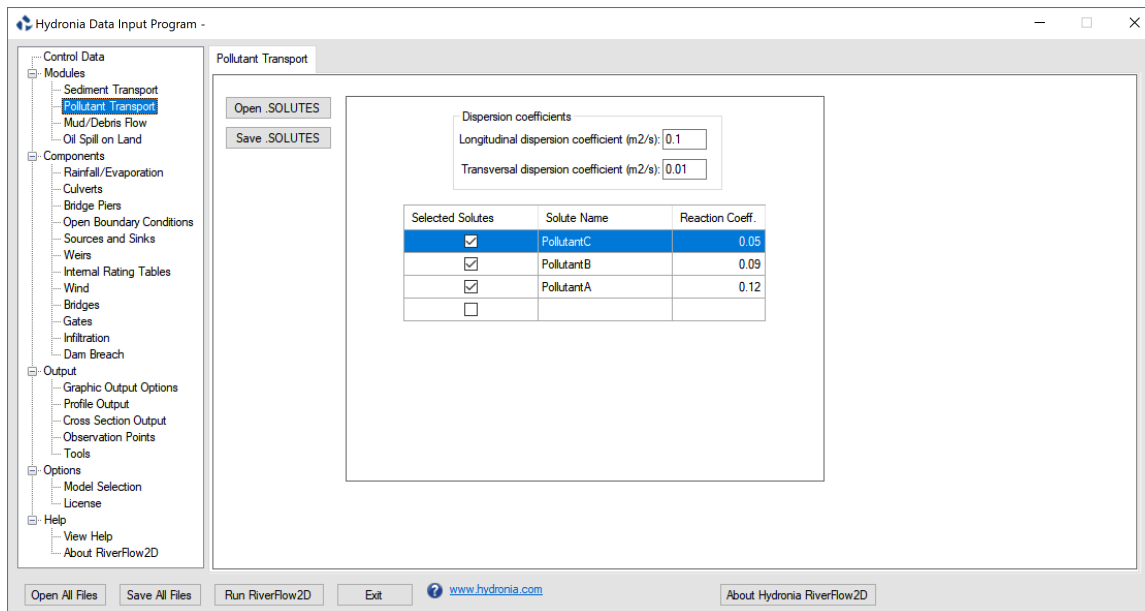 Hydronia Data Input Program -
Control Data
Modules
Sediment Transport
Pollutant Transport
Mud/Debris Flow
Oil Spill on Land
Components
Rainfall/Evaporation
Culverts
Bridge Piers
Open Boundary Conditions
Sources and Sinks
Weirs
Internal Rating Tables
Wind
Bridges
Gates
Infiltration
Dam Breach
Output
Graphic Output Options
Profile Output
Cross Section Output
Observation Points
Tools
Options
Model Selection
License
Help
View Help
About RiverFlow2D
Pollutant Transport
Open .SOLUTES
Save .SOLUTES
Dispersion coefficients
Longitudinal dispersion coefficient (m2/s): 0.1
Transversal dispersion coefficient (m2/s): 0.01
Selected Solutes Solute Name Reaction Coeff.
PollutantC 0.05
PollutantB 0.09
PollutantA 0.12
Open All Files Save All Files Run RiverFlow2D Exit ? www.hydronia.com About Hydronia RiverFlow2D